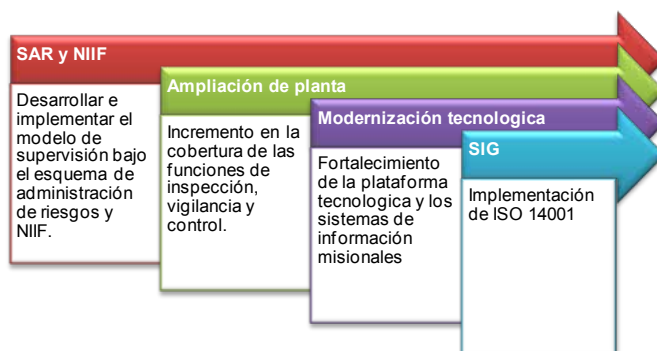 SAR y NIIF
Desarrollar e
implementar el
modelo de
supervisión bajo
el esquema de
administración
de riesgos y
NIIF.
Ampliación de planta
Incremento en la
cobertura de las
funciones de
inspección,
vigilancia y
control.
Modernización tecnologica
Fortalecimiento
de la plataforma
tecnologica y los
sistemas de
información
misionales
SIG
Implementación
de ISO 14001